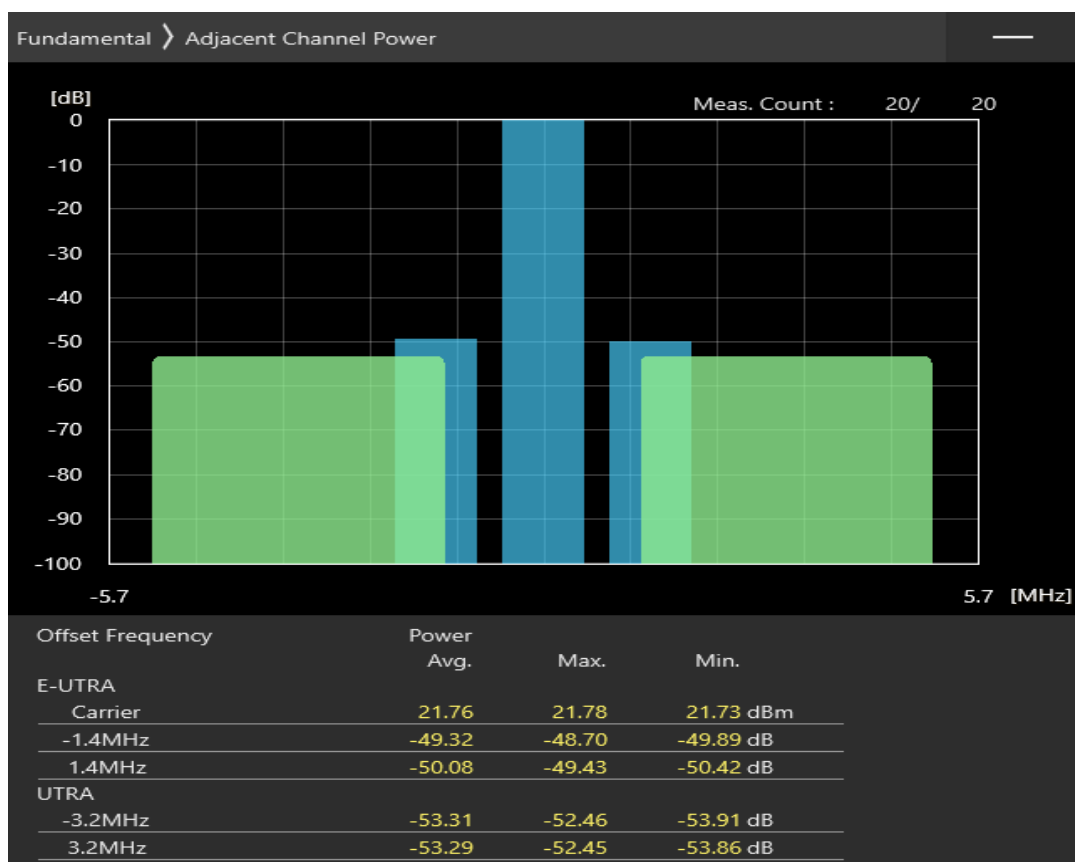 Fundamental ❯ Adjacent Channel Power
[dB]
Meas. Count : 20/ 20
0
-10
-20
-30
-40
-50
-60
-70
-80
-90
-100
-5.7 5.7 [MHz]
Offset Frequency Power
Avg. Max. Min.
E-UTRA
Carrier 21.76 21.78 21.73 dBm
-1.4MHz -49.32 -48.70 -49.89 dB
1.4MHz -50.08 -49.43 -50.42 dB
UTRA
-3.2MHz -53.31 -52.46 -53.91 dB
3.2MHz -53.29 -52.45 -53.86 dB